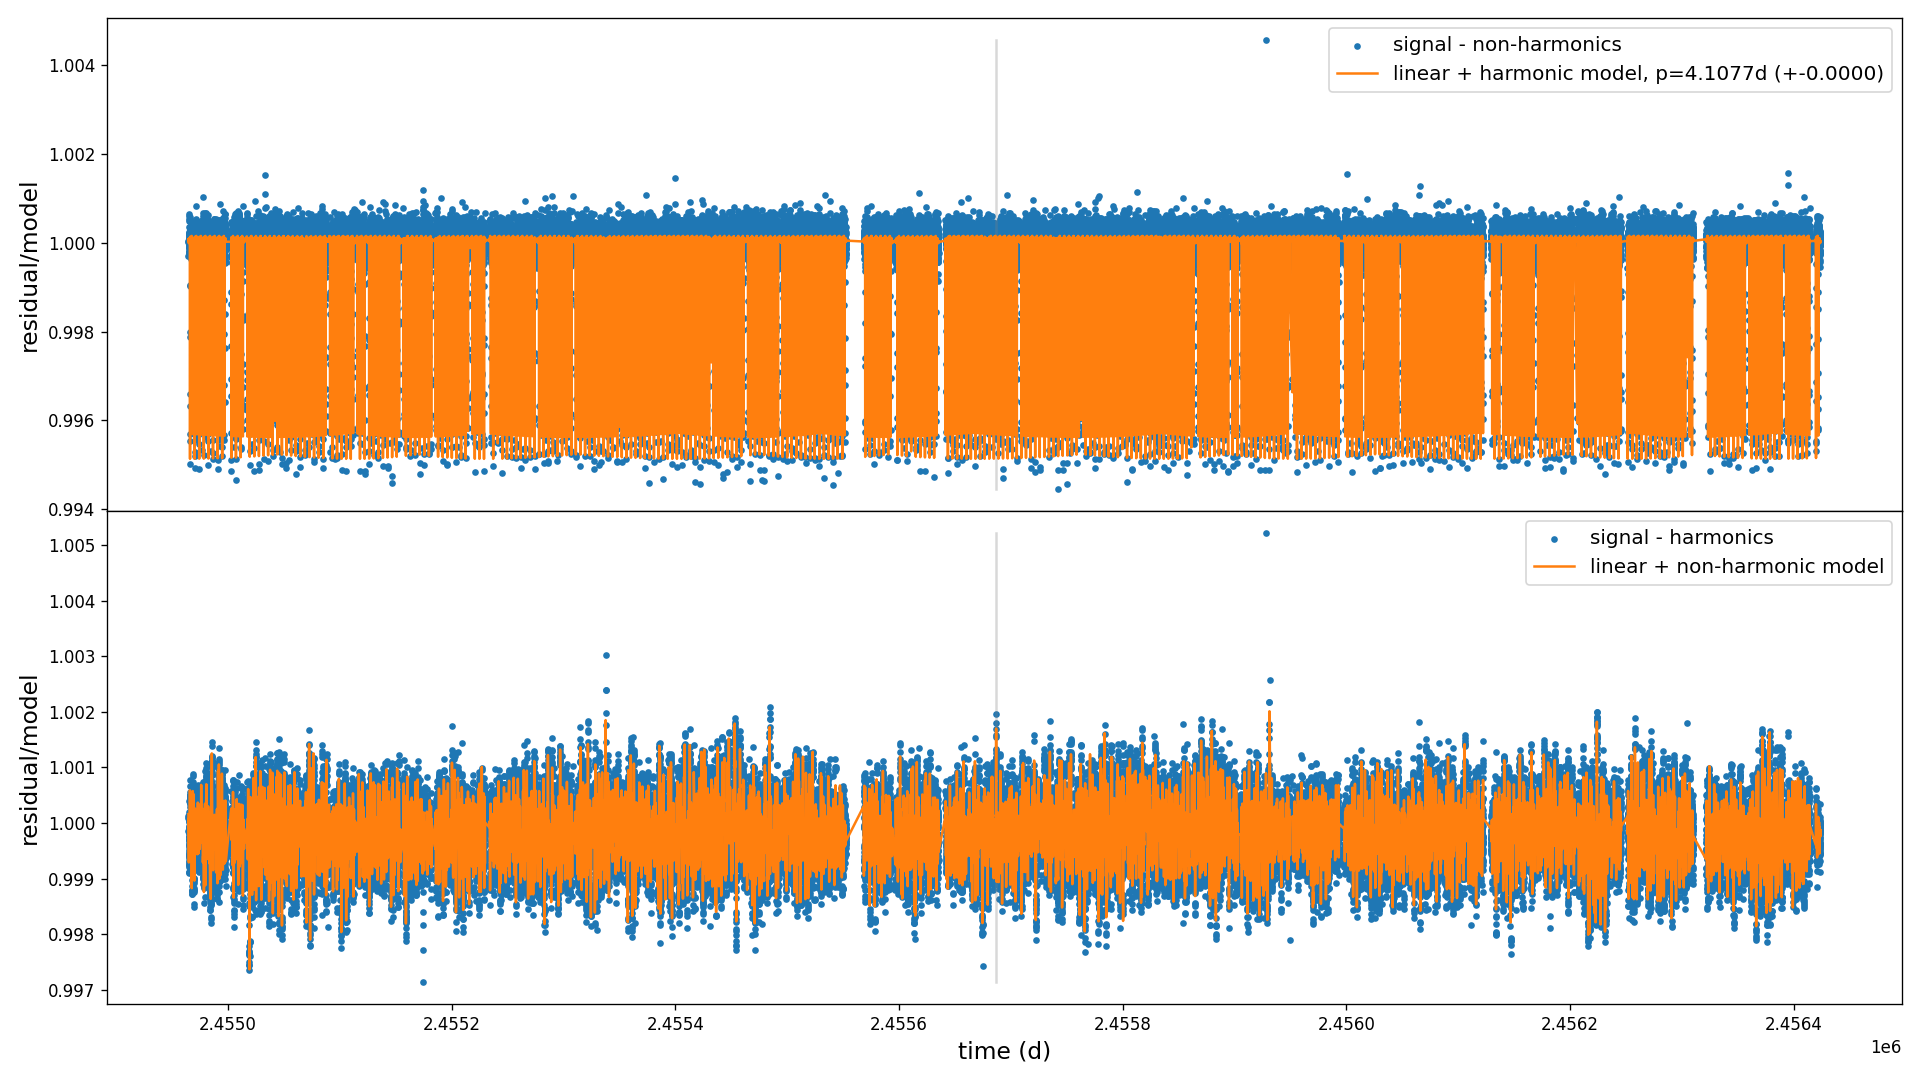 signal - non-harmonics
linear + harmonic model, p=4.1077d (+-0.0000)
residual/model
1.004
1.002
1.000
0.998
0.996
0.994
signal - harmonics
linear + non-harmonic model
residual/model
1.005
1.004
1.003
1.002
1.001
1.000
0.999
0.998
0.997
2.4550 2.4552 2.4554 2.4556 2.4558 2.4560 2.4562 2.4564
1e6
time (d)